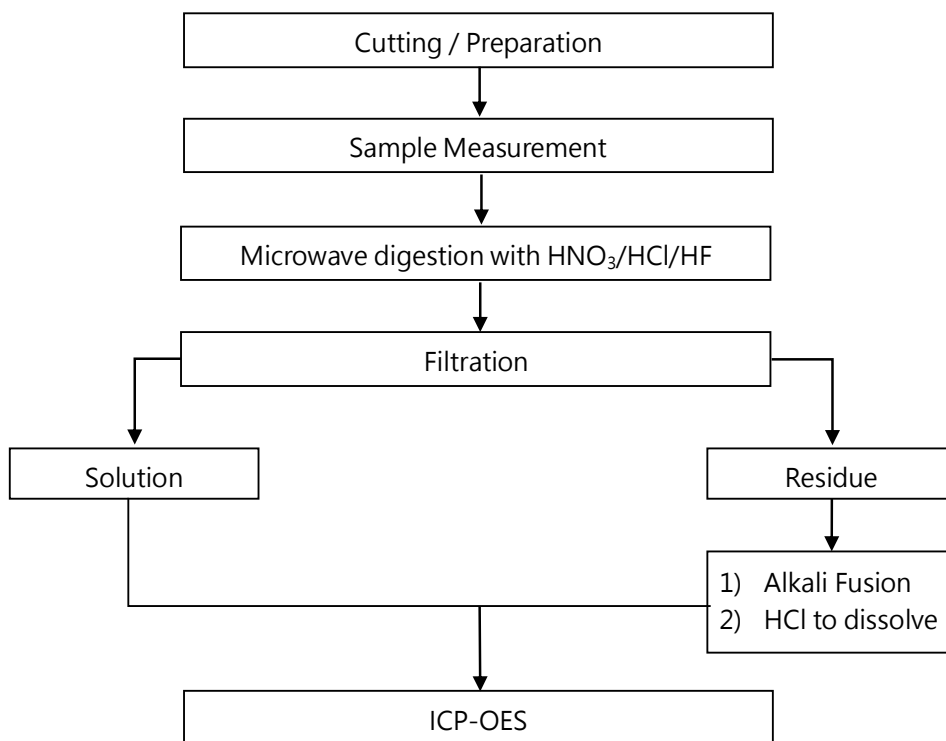 Cutting / Preparation
Sample Measurement
Microwave digestion with HNO₃/HCl/HF
Filtration
Solution
Residue
1) Alkali Fusion
2) HCl to dissolve
ICP-OES